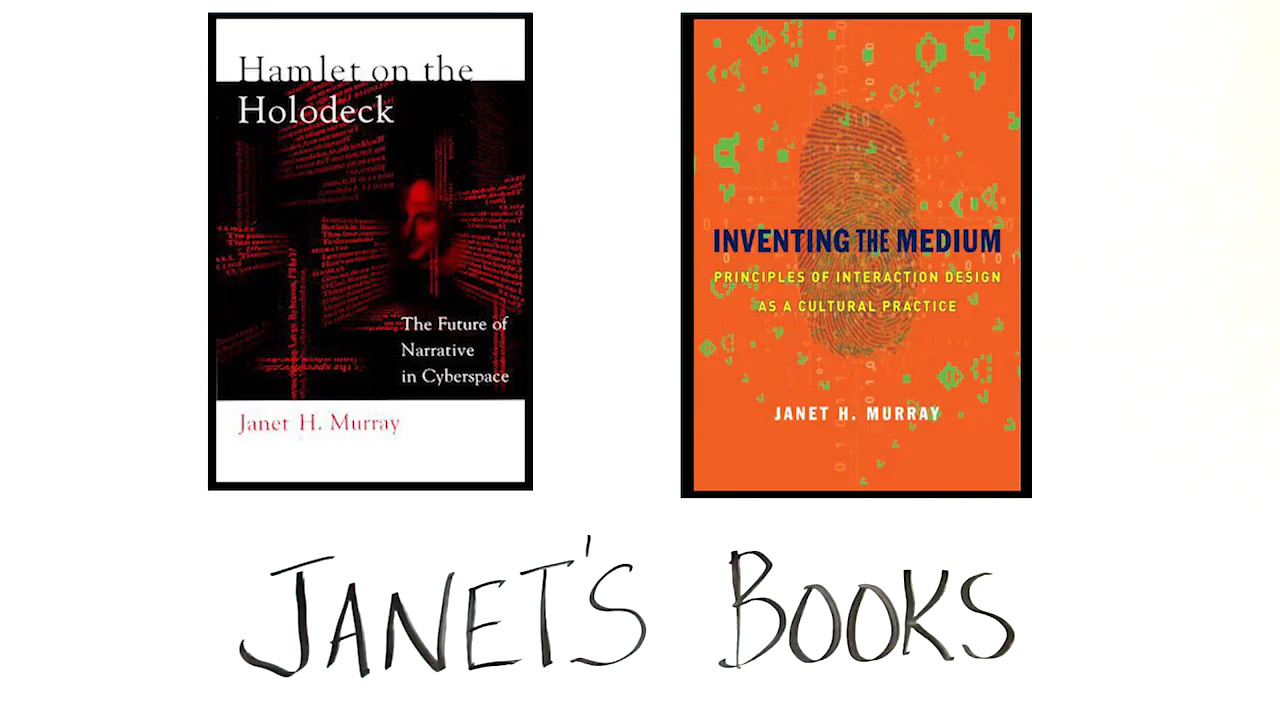 Hamlet on the
Holodeck
The Future of
Narrative
in Cyberspace
Janet H. Murray
INVENTING THE MEDIUM
PRINCIPLES OF INTERACTION DESIGN
AS A CULTURAL PRACTICE
JANET H. MURRAY
JANET'S BOOKS